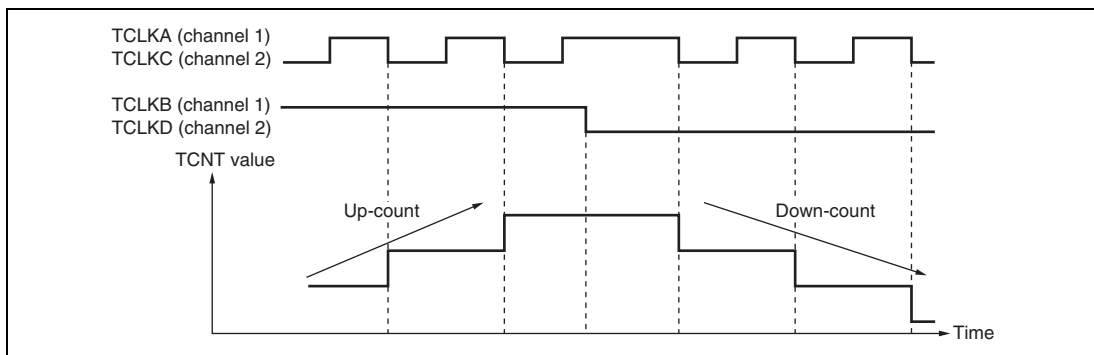 TCLKA (channel 1)
TCLKC (channel 2)
TCLKB (channel 1)
TCLKD (channel 2)
TCNT value
Up-count
Down-count
Time